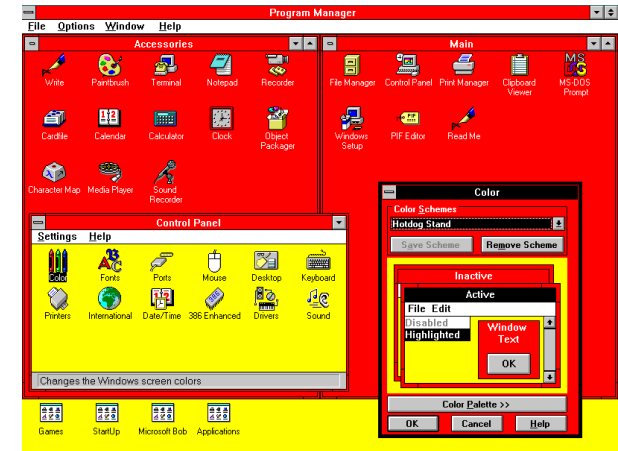 Program Manager
File Options Window Help
Accessories
Write Paintbrush Terminal Notepad Recorder
Cardfile Calendar Calculator Clock Object Packager
Character Map Media Player Sound Recorder
Main
File Manager Control Panel Print Manager Clipboard Viewer MS-DOS Prompt
Windows Setup PIF Editor Read Me
Control Panel
Settings Help
Color Fonts Ports Mouse Desktop Keyboard
Printers International Date/Time 386 Enhanced Drivers Sound
Changes the Windows screen colors
Color
Color Schemes
Hotdog Stand
Save Scheme Remove Scheme
Inactive
Active
File Edit
Disabled
Highlighted
Window
Text
OK
Color Palette >>
OK Cancel Help
Games StartUp Microsoft Bob Applications